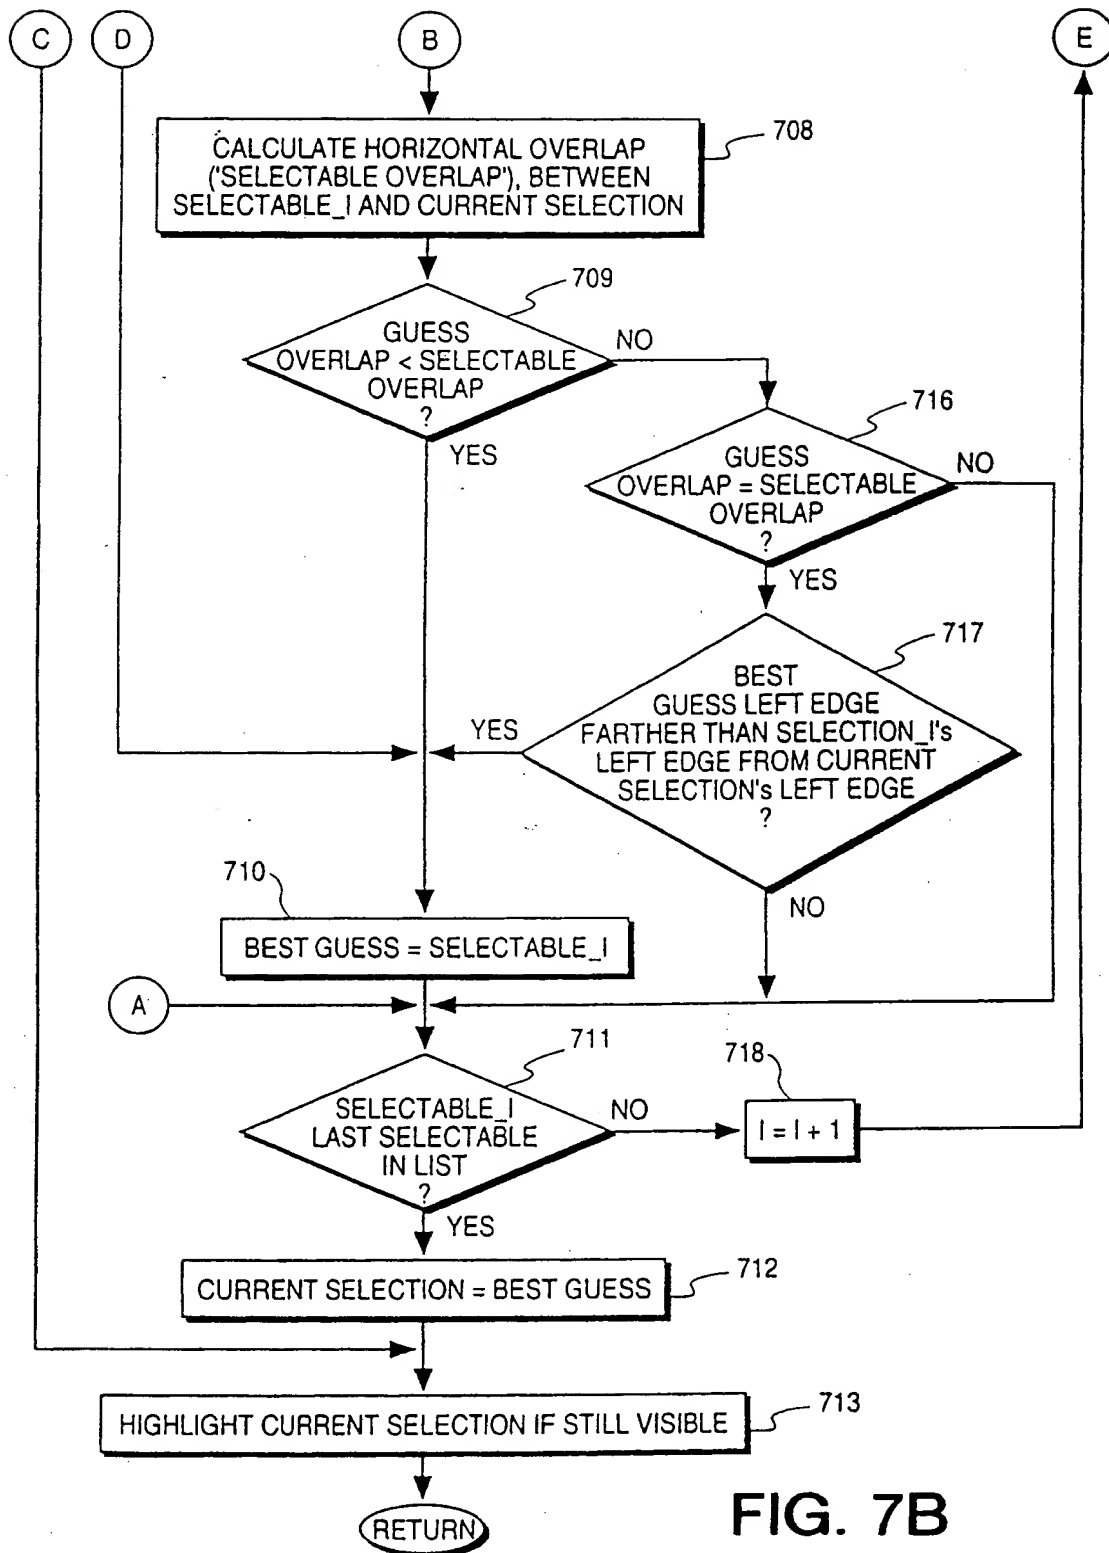 C
D
B
E
CALCULATE HORIZONTAL OVERLAP
('SELECTABLE OVERLAP'), BETWEEN
SELECTABLE_I AND CURRENT SELECTION
708
GUESS
OVERLAP < SELECTABLE
OVERLAP
?
709
NO
YES
GUESS
OVERLAP = SELECTABLE
OVERLAP
?
716
NO
YES
BEST
GUESS LEFT EDGE
FARTHER THAN SELECTION_I's
LEFT EDGE FROM CURRENT
SELECTION's LEFT EDGE
?
717
YES
NO
710
BEST GUESS = SELECTABLE_I
A
711
SELECTABLE_I
LAST SELECTABLE
IN LIST
?
NO
718
I = I + 1
YES
CURRENT SELECTION = BEST GUESS
712
HIGHLIGHT CURRENT SELECTION IF STILL VISIBLE
713
RETURN
FIG. 7B